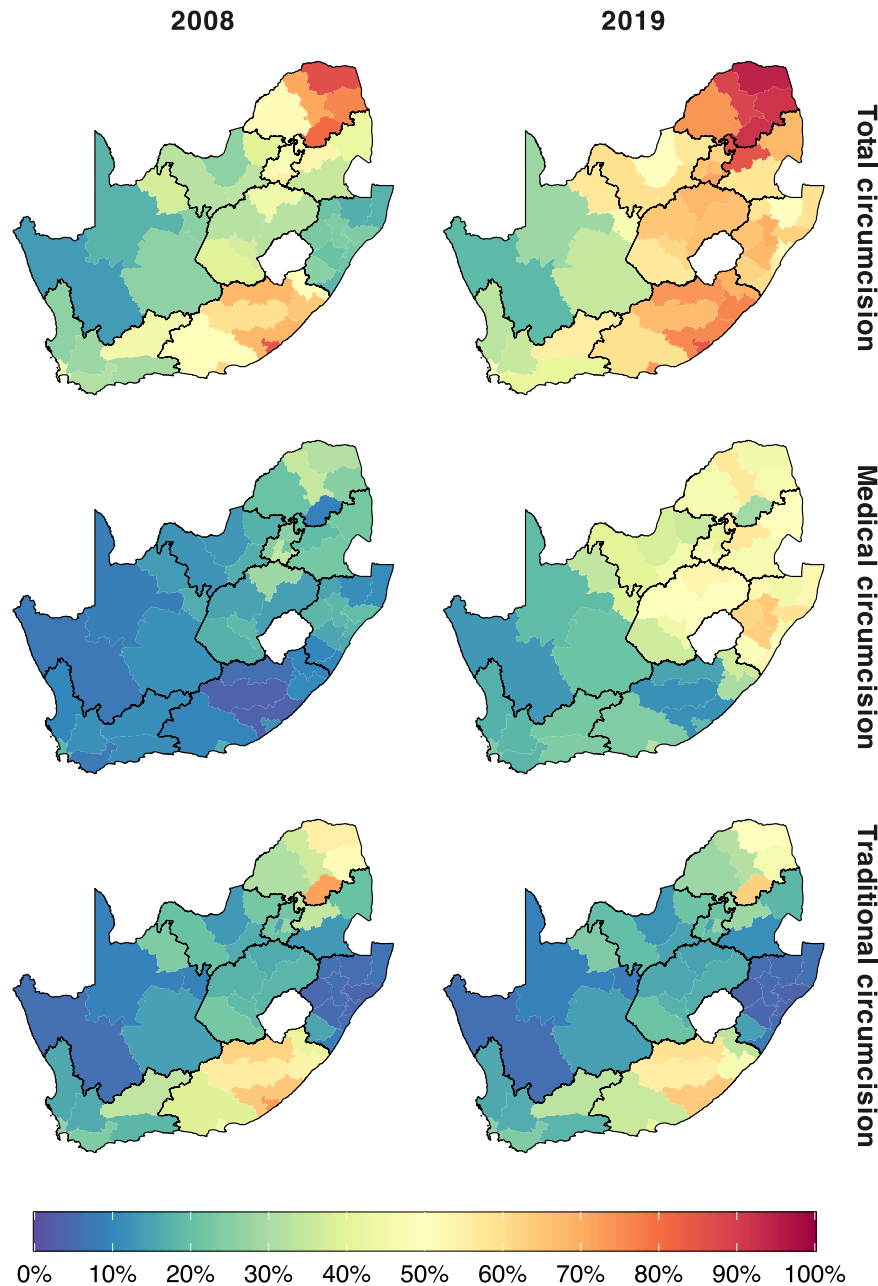 2008
2019
Total circumcision
Medical circumcision
Traditional circumcision
0% 10% 20% 30% 40% 50% 60% 70% 80% 90% 100%